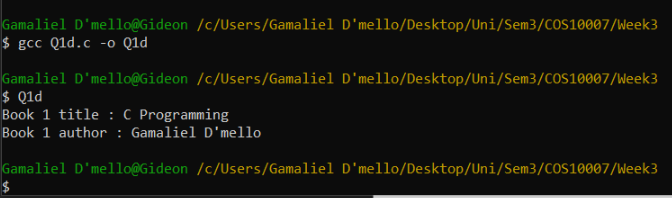 Gamaliel D'mello@Gideon /c/Users/Gamaliel D'mello/Desktop/Uni/Sem3/COS10007/Week3
$ gcc Q1d.c -o Q1d
Gamaliel D'mello@Gideon /c/Users/Gamaliel D'mello/Desktop/Uni/Sem3/COS10007/Week3
$ Q1d
Book 1 title : C Programming
Book 1 author : Gamaliel D'mello
Gamaliel D'mello@Gideon /c/Users/Gamaliel D'mello/Desktop/Uni/Sem3/COS10007/Week3
$